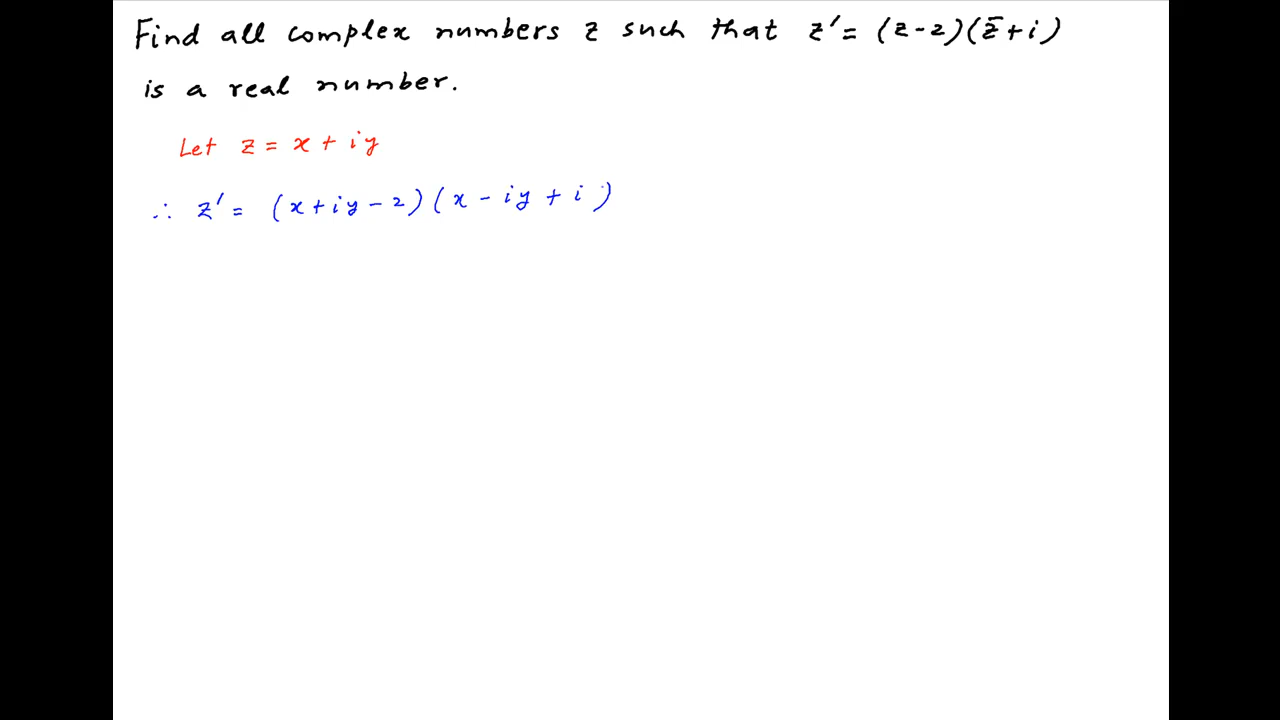 Find all complex numbers z such that z' = (z-2)(z̄+i)
is a real number.
Let z = x + iy
∴ z' = (x+iy-2)(x-iy+i)